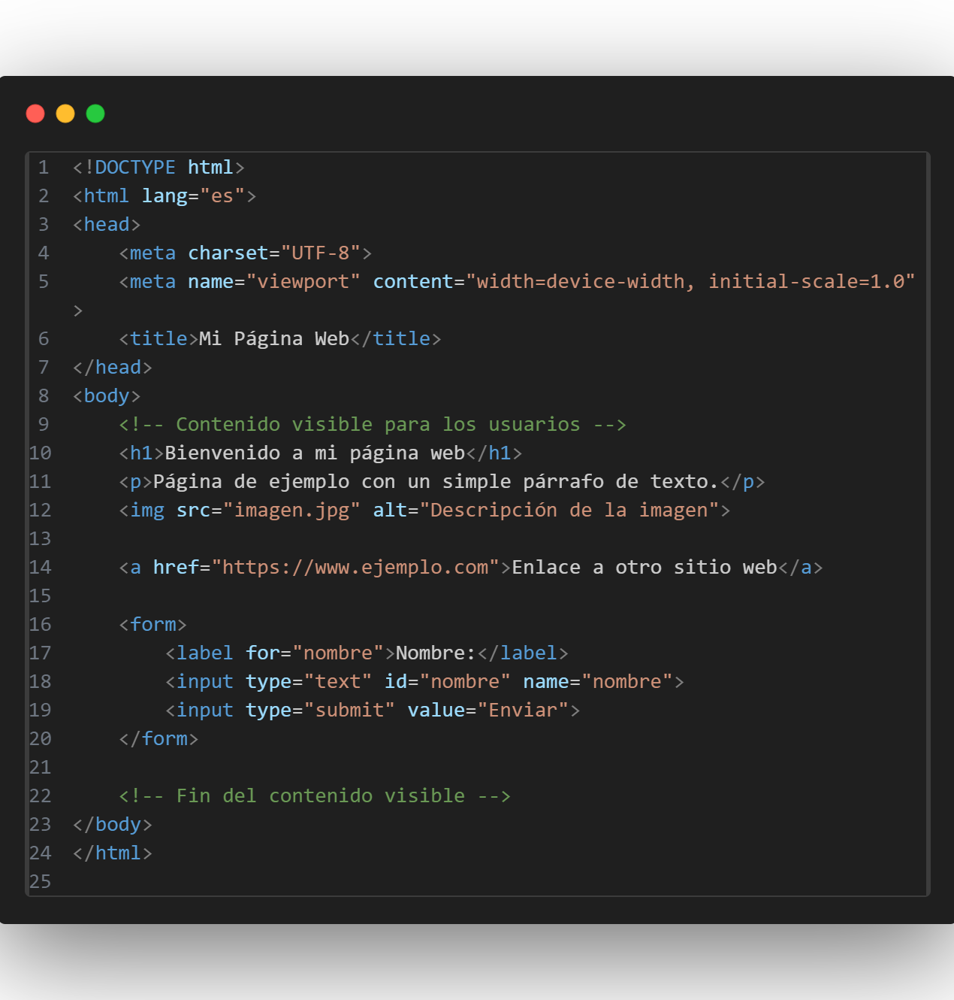 1 <!DOCTYPE html>
2 <html lang="es">
3 <head>
4     <meta charset="UTF-8">
5     <meta name="viewport" content="width=device-width, initial-scale=1.0"
>
6     <title>Mi Página Web</title>
7 </head>
8 <body>
9     <!-- Contenido visible para los usuarios -->
10     <h1>Bienvenido a mi página web</h1>
11     <p>Página de ejemplo con un simple párrafo de texto.</p>
12     <img src="imagen.jpg" alt="Descripción de la imagen">
13
14     <a href="https://www.ejemplo.com">Enlace a otro sitio web</a>
15
16     <form>
17         <label for="nombre">Nombre:</label>
18         <input type="text" id="nombre" name="nombre">
19         <input type="submit" value="Enviar">
20     </form>
21
22     <!-- Fin del contenido visible -->
23 </body>
24 </html>
25